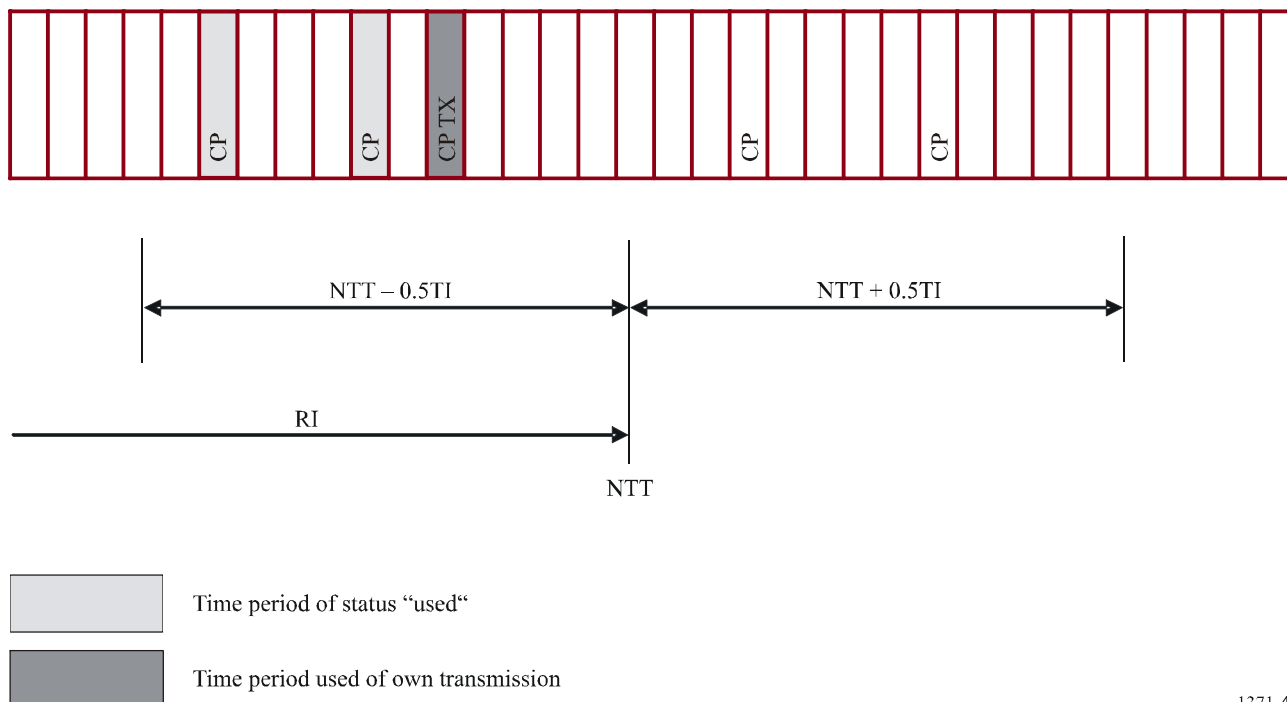 CP
CP
CP TX
CP
CP
NTT – 0.5TI
NTT + 0.5TI
RI
NTT
Time period of status “used“
Time period used of own transmission